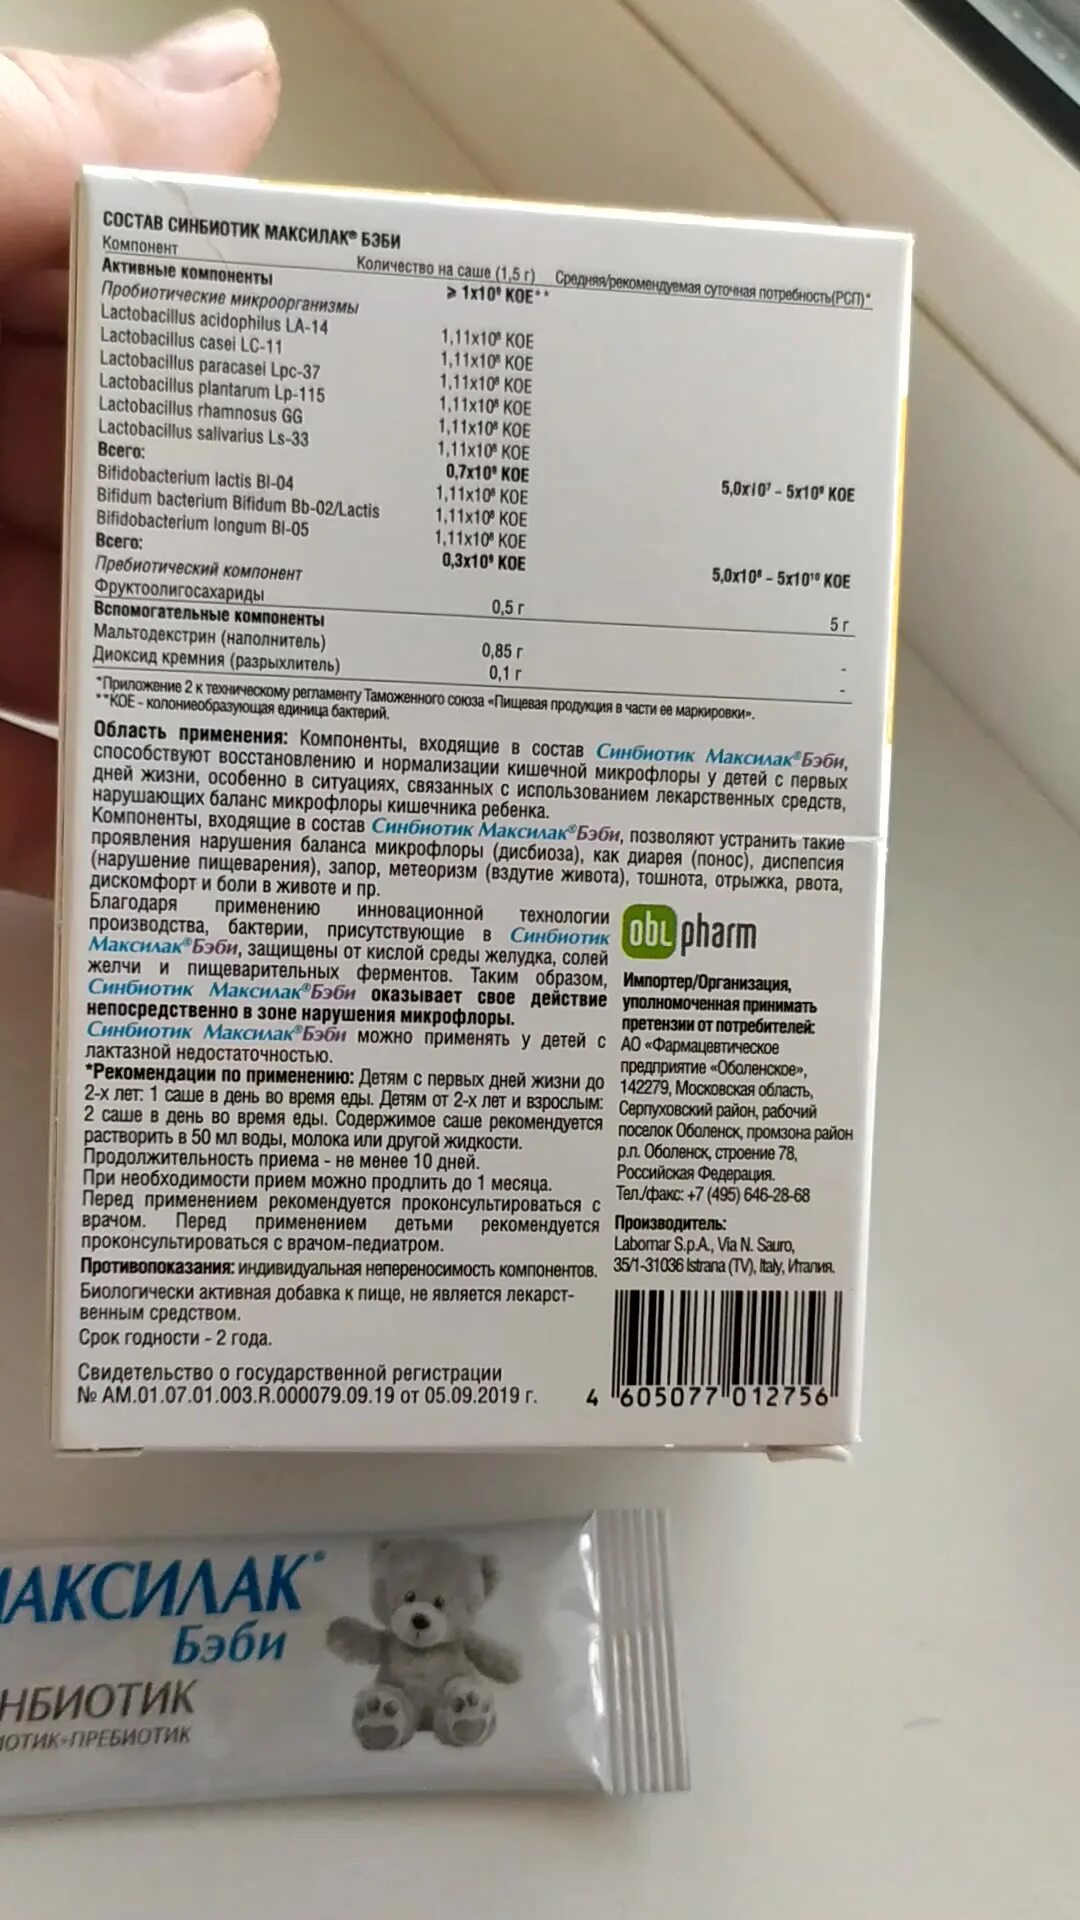 СОСТАВ СИНБИОТИК МАКСИЛАК® БЭБИ
Компонент Количество на саше (1,5 г) Средняя/рекомендуемая суточная потребность(РСП)*
Активные компоненты
Пробиотические микроорганизмы ⩾ 1x10⁹ КОЕ**
Lactobacillus acidophilus LA-14 1,11x10⁸ КОЕ
Lactobacillus casei LC-11 1,11x10⁸ КОЕ
Lactobacillus paracasei Lpc-37 1,11x10⁸ КОЕ
Lactobacillus plantarum Lp-115 1,11x10⁸ КОЕ
Lactobacillus rhamnosus GG 1,11x10⁸ КОЕ
Lactobacillus salivarius Ls-33 1,11x10⁸ КОЕ
Всего: 0,7x10⁹ КОЕ 5,0x10⁷ - 5x10⁹ КОЕ
Bifidobacterium lactis Bl-04 1,11x10⁸ КОЕ
Bifidum bacterium Bifidum Bb-02/Lactis 1,11x10⁸ КОЕ
Bifidobacterium longum Bl-05 1,11x10⁸ КОЕ
Всего: 0,3x10⁹ КОЕ 5,0x10⁸ - 5x10¹⁰ КОЕ
Пребиотический компонент
Фруктоолигосахариды 0,5 г 5 г
Вспомогательные компоненты
Мальтодекстрин (наполнитель) 0,85 г -
Диоксид кремния (разрыхлитель) 0,1 г -
*Приложение 2 к техническому регламенту Таможенного союза «Пищевая продукция в части ее маркировки».
**КОЕ - колониеобразующая единица бактерий.
Область применения: Компоненты, входящие в состав Синбиотик Максилак®Бэби,
способствуют восстановлению и нормализации кишечной микрофлоры у детей с первых
дней жизни, особенно в ситуациях, связанных с использованием лекарственных средств,
нарушающих баланс микрофлоры кишечника ребенка.
Компоненты, входящие в состав Синбиотик Максилак®Бэби, позволяют устранить такие
проявления нарушения баланса микрофлоры (дисбиоза), как диарея (понос), диспепсия
(нарушение пищеварения), запор, метеоризм (вздутие живота), тошнота, отрыжка, рвота,
дискомфорт и боли в животе и пр.
Благодаря применению инновационной технологии
производства, бактерии, присутствующие в Синбиотик
Максилак®Бэби, защищены от кислой среды желудка, солей
желчи и пищеварительных ферментов. Таким образом,
Синбиотик Максилак®Бэби оказывает свое действие
непосредственно в зоне нарушения микрофлоры.
Синбиотик Максилак®Бэби можно применять у детей с
лактазной недостаточностью.
*Рекомендации по применению: Детям с первых дней жизни до
2-х лет: 1 саше в день во время еды. Детям от 2-х лет и взрослым:
2 саше в день во время еды. Содержимое саше рекомендуется
растворить в 50 мл воды, молока или другой жидкости.
Продолжительность приема - не менее 10 дней.
При необходимости прием можно продлить до 1 месяца.
Перед применением рекомендуется проконсультироваться с
врачом. Перед применением детьми рекомендуется
проконсультироваться с врачом-педиатром.
Противопоказания: индивидуальная непереносимость компонентов.
Биологически активная добавка к пище, не является лекарст-
венным средством.
Срок годности - 2 года.
Свидетельство о государственной регистрации
№ AM.01.07.01.003.R.000079.09.19 от 05.09.2019 г.
obl pharm
Импортер/Организация,
уполномоченная принимать
претензии от потребителей:
АО «Фармацевтическое
предприятие «Оболенское»,
142279, Московская область,
Серпуховский район, рабочий
поселок Оболенск, промзона район
р.п. Оболенск, строение 78,
Российская Федерация.
Тел./факс: +7 (495) 646-28-68
Производитель:
Labomar S.p.A., Via N. Sauro,
35/1-31036 Istrana (TV), Italy, Италия.
4 605077 012756
МАКСИЛАК®
Бэби
НБИОТИК
ИОТИК+ПРЕБИОТИК